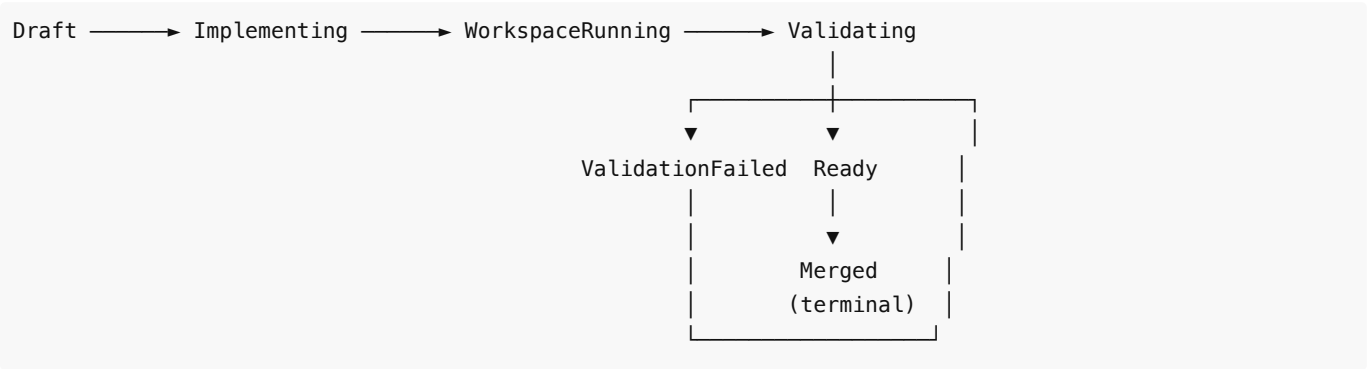 Draft ──────► Implementing ──────► WorkspaceRunning ──────► Validating
ValidationFailed Ready
Merged
(terminal)